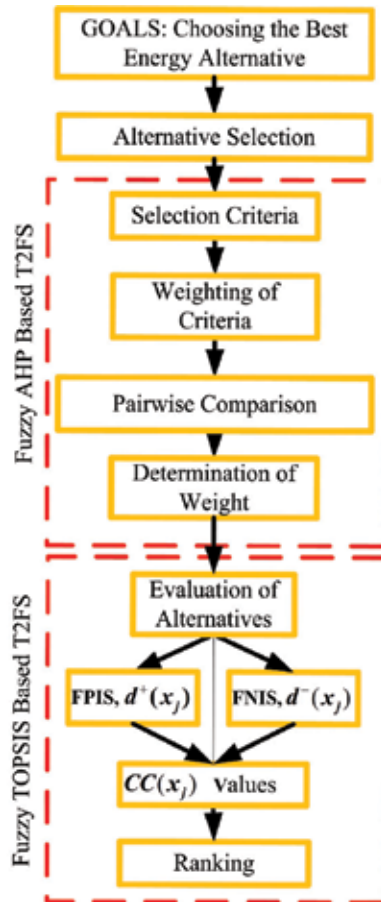 GOALS: Choosing the Best
Energy Alternative
Alternative Selection
Fuzzy AHP Based T2FS
Selection Criteria
Weighting of
Criteria
Pairwise Comparison
Determination of
Weight
Fuzzy TOPSIS Based T2FS
Evaluation of
Alternatives
FPIS, d⁺(xⱼ)
FNIS, d⁻(xⱼ)
CC(xⱼ) values
Ranking